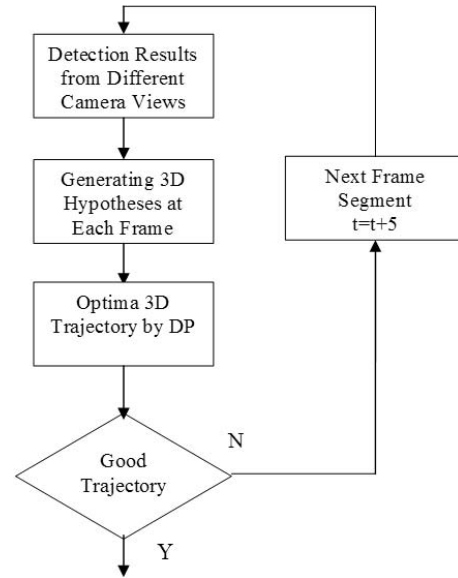 Detection Results
from Different
Camera Views
Generating 3D
Hypotheses at
Each Frame
Optima 3D
Trajectory by DP
Good
Trajectory
N
Y
Next Frame
Segment
t=t+5